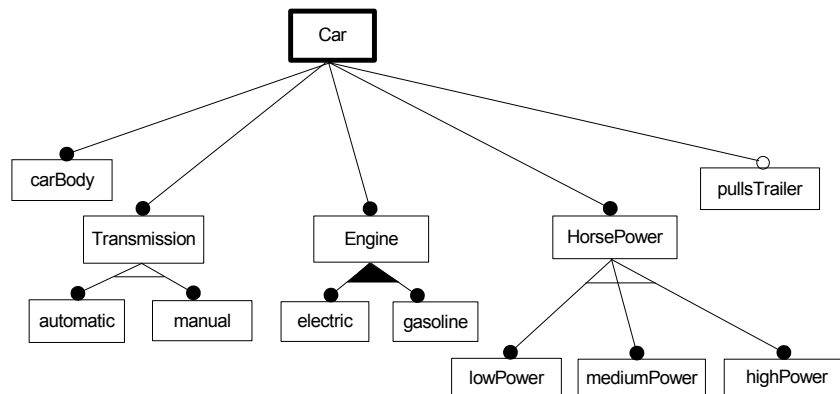 Car
carBody
pullsTrailer
Transmission
Engine
HorsePower
automatic
manual
electric
gasoline
lowPower
mediumPower
highPower